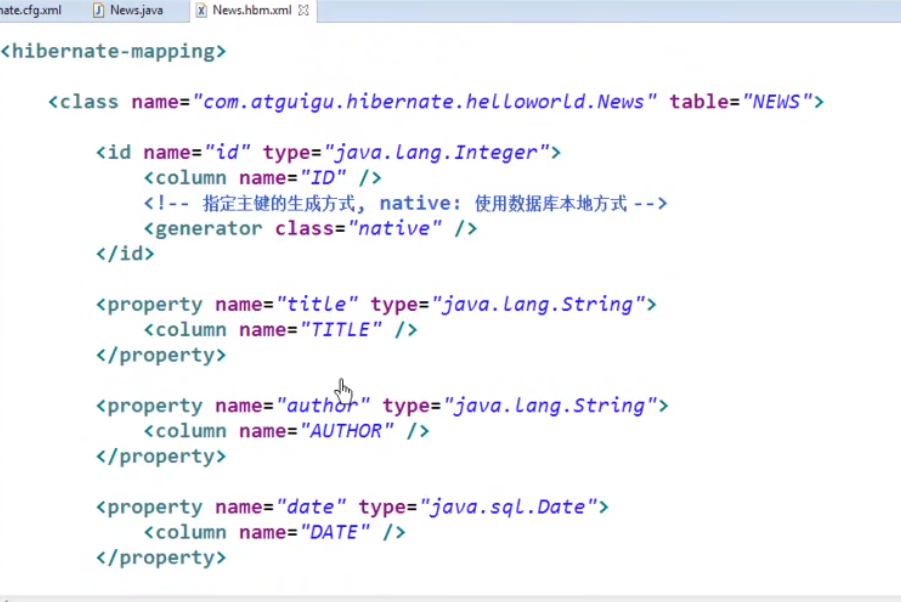 nate.cfg.xml News.java News.hbm.xml
<hibernate-mapping>
<class name="com.atguigu.hibernate.helloworld.News" table="NEWS">
<id name="id" type="java.lang.Integer">
<column name="ID" />
<!-- 指定主键的生成方式, native: 使用数据库本地方式 -->
<generator class="native" />
</id>
<property name="title" type="java.lang.String">
<column name="TITLE" />
</property>
<property name="author" type="java.lang.String">
<column name="AUTHOR" />
</property>
<property name="date" type="java.sql.Date">
<column name="DATE" />
</property>